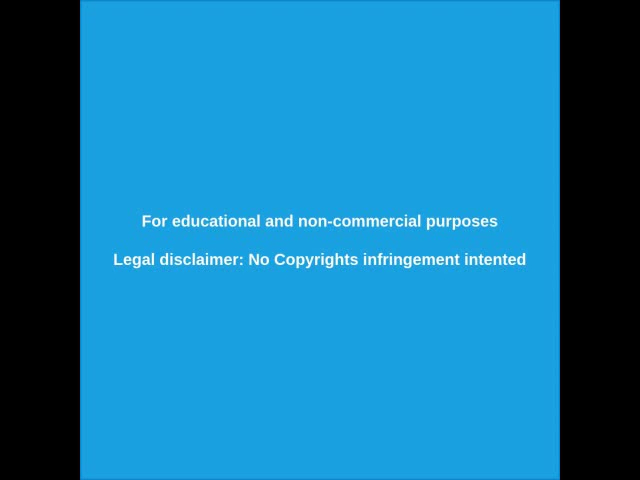 For educational and non-commercial purposes
Legal disclaimer: No Copyrights infringement intented